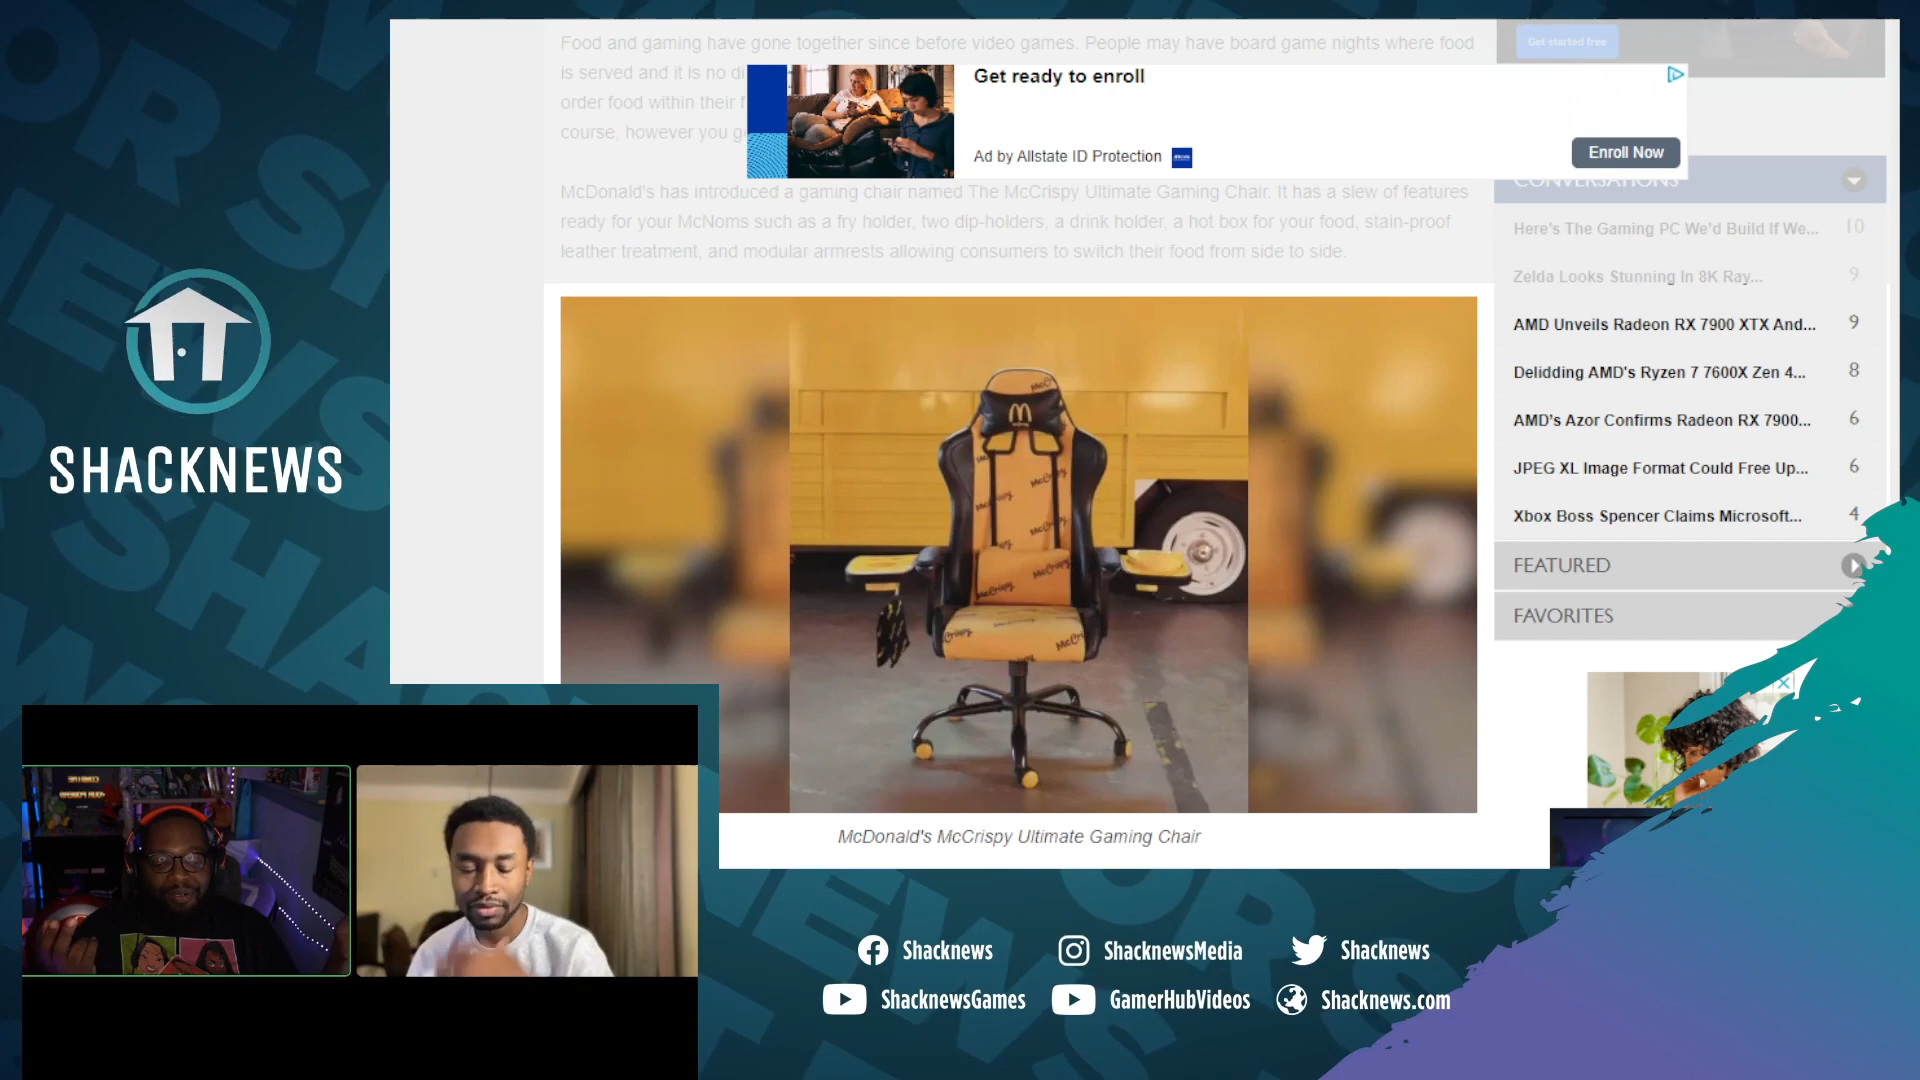 Food and gaming have gone together since before video games. People may have board game nights where food
is served and it is no di
order food within their f
course, however you g
Get started free
Get ready to enroll
Ad by Allstate ID Protection
Enroll Now
McDonald's has introduced a gaming chair named The McCrispy Ultimate Gaming Chair. It has a slew of features
ready for your McNoms such as a fry holder, two dip-holders, a drink holder, a hot box for your food, stain-proof
leather treatment, and modular armrests allowing consumers to switch their food from side to side.
CONVERSATIONS
Here's The Gaming PC We'd Build If We... 10
Zelda Looks Stunning In 8K Ray... 9
AMD Unveils Radeon RX 7900 XTX And... 9
Delidding AMD's Ryzen 7 7600X Zen 4... 8
AMD's Azor Confirms Radeon RX 7900... 6
JPEG XL Image Format Could Free Up... 6
Xbox Boss Spencer Claims Microsoft... 4
FEATURED
FAVORITES
SHACKNEWS
McCrispy
McCrispy
McCrispy
McDonald's McCrispy Ultimate Gaming Chair
Shacknews
ShacknewsMedia
Shacknews
ShacknewsGames
GamerHubVideos
Shacknews.com